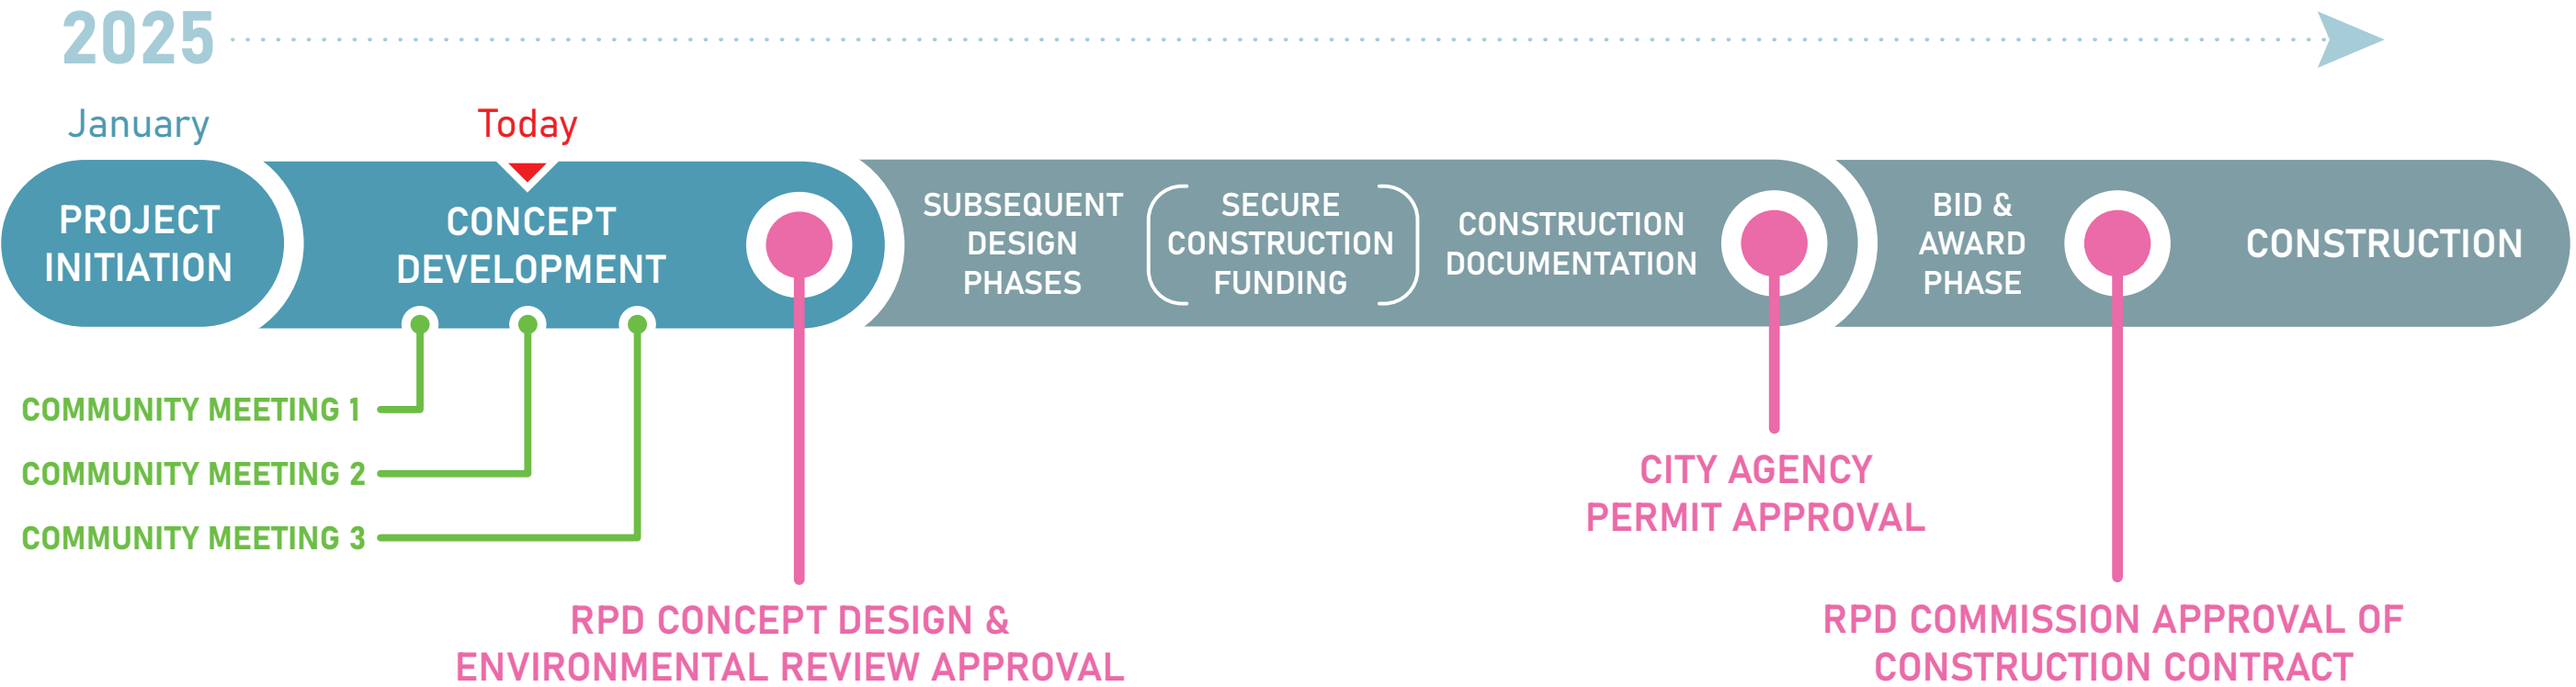 2025
January
Today
PROJECT
INITIATION
CONCEPT
DEVELOPMENT
SUBSEQUENT
DESIGN
PHASES
SECURE
CONSTRUCTION
FUNDING
CONSTRUCTION
DOCUMENTATION
BID &
AWARD
PHASE
CONSTRUCTION
COMMUNITY MEETING 1
COMMUNITY MEETING 2
COMMUNITY MEETING 3
RPD CONCEPT DESIGN &
ENVIRONMENTAL REVIEW APPROVAL
CITY AGENCY
PERMIT APPROVAL
RPD COMMISSION APPROVAL OF
CONSTRUCTION CONTRACT